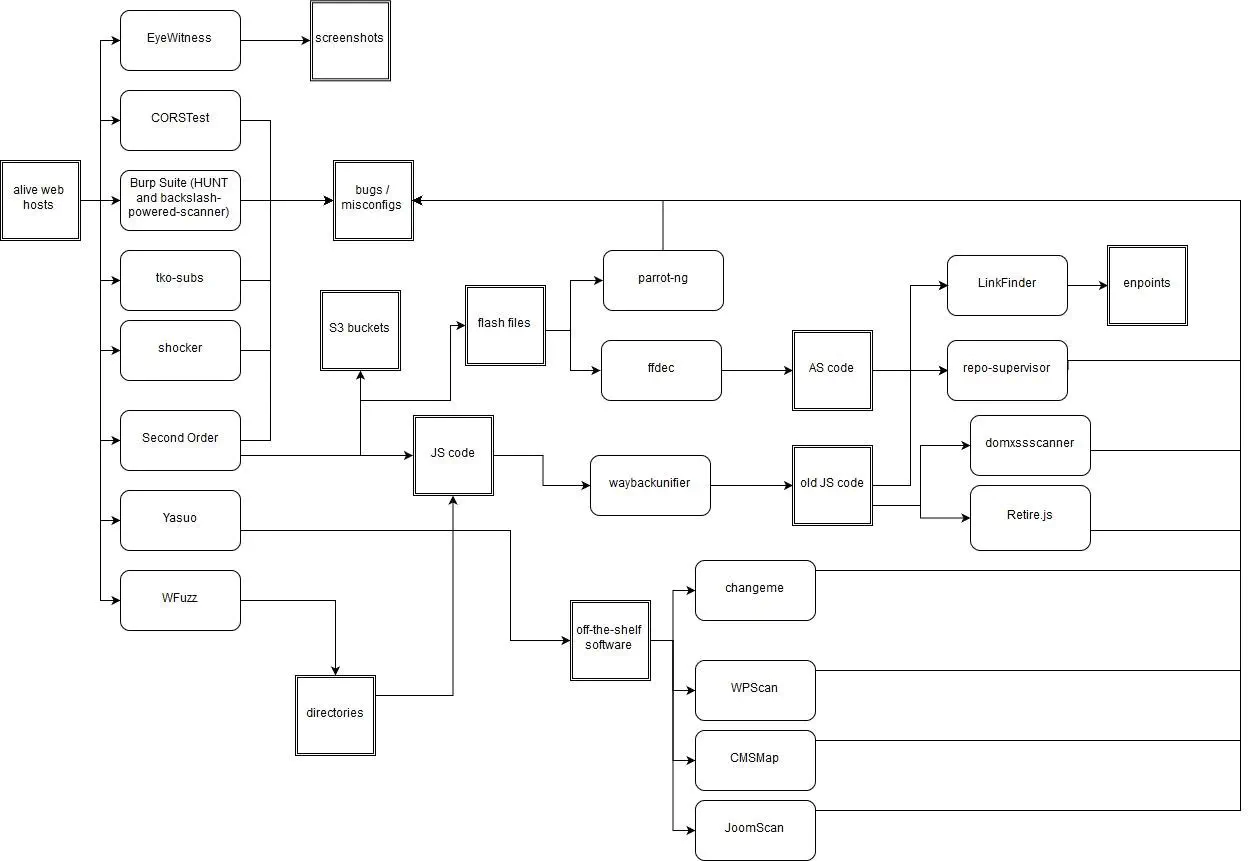 EyeWitness
screenshots
CORSTest
alive web
hosts
Burp Suite (HUNT
and backslash-
powered-scanner)
bugs /
misconfigs
tko-subs
shocker
Second Order
Yasuo
WFuzz
directories
S3 buckets
JS code
flash files
parrot-ng
ffdec
waybackunifier
AS code
old JS code
LinkFinder
enpoints
repo-supervisor
domxssscanner
Retire.js
off-the-shelf
software
changeme
WPScan
CMSMap
JoomScan